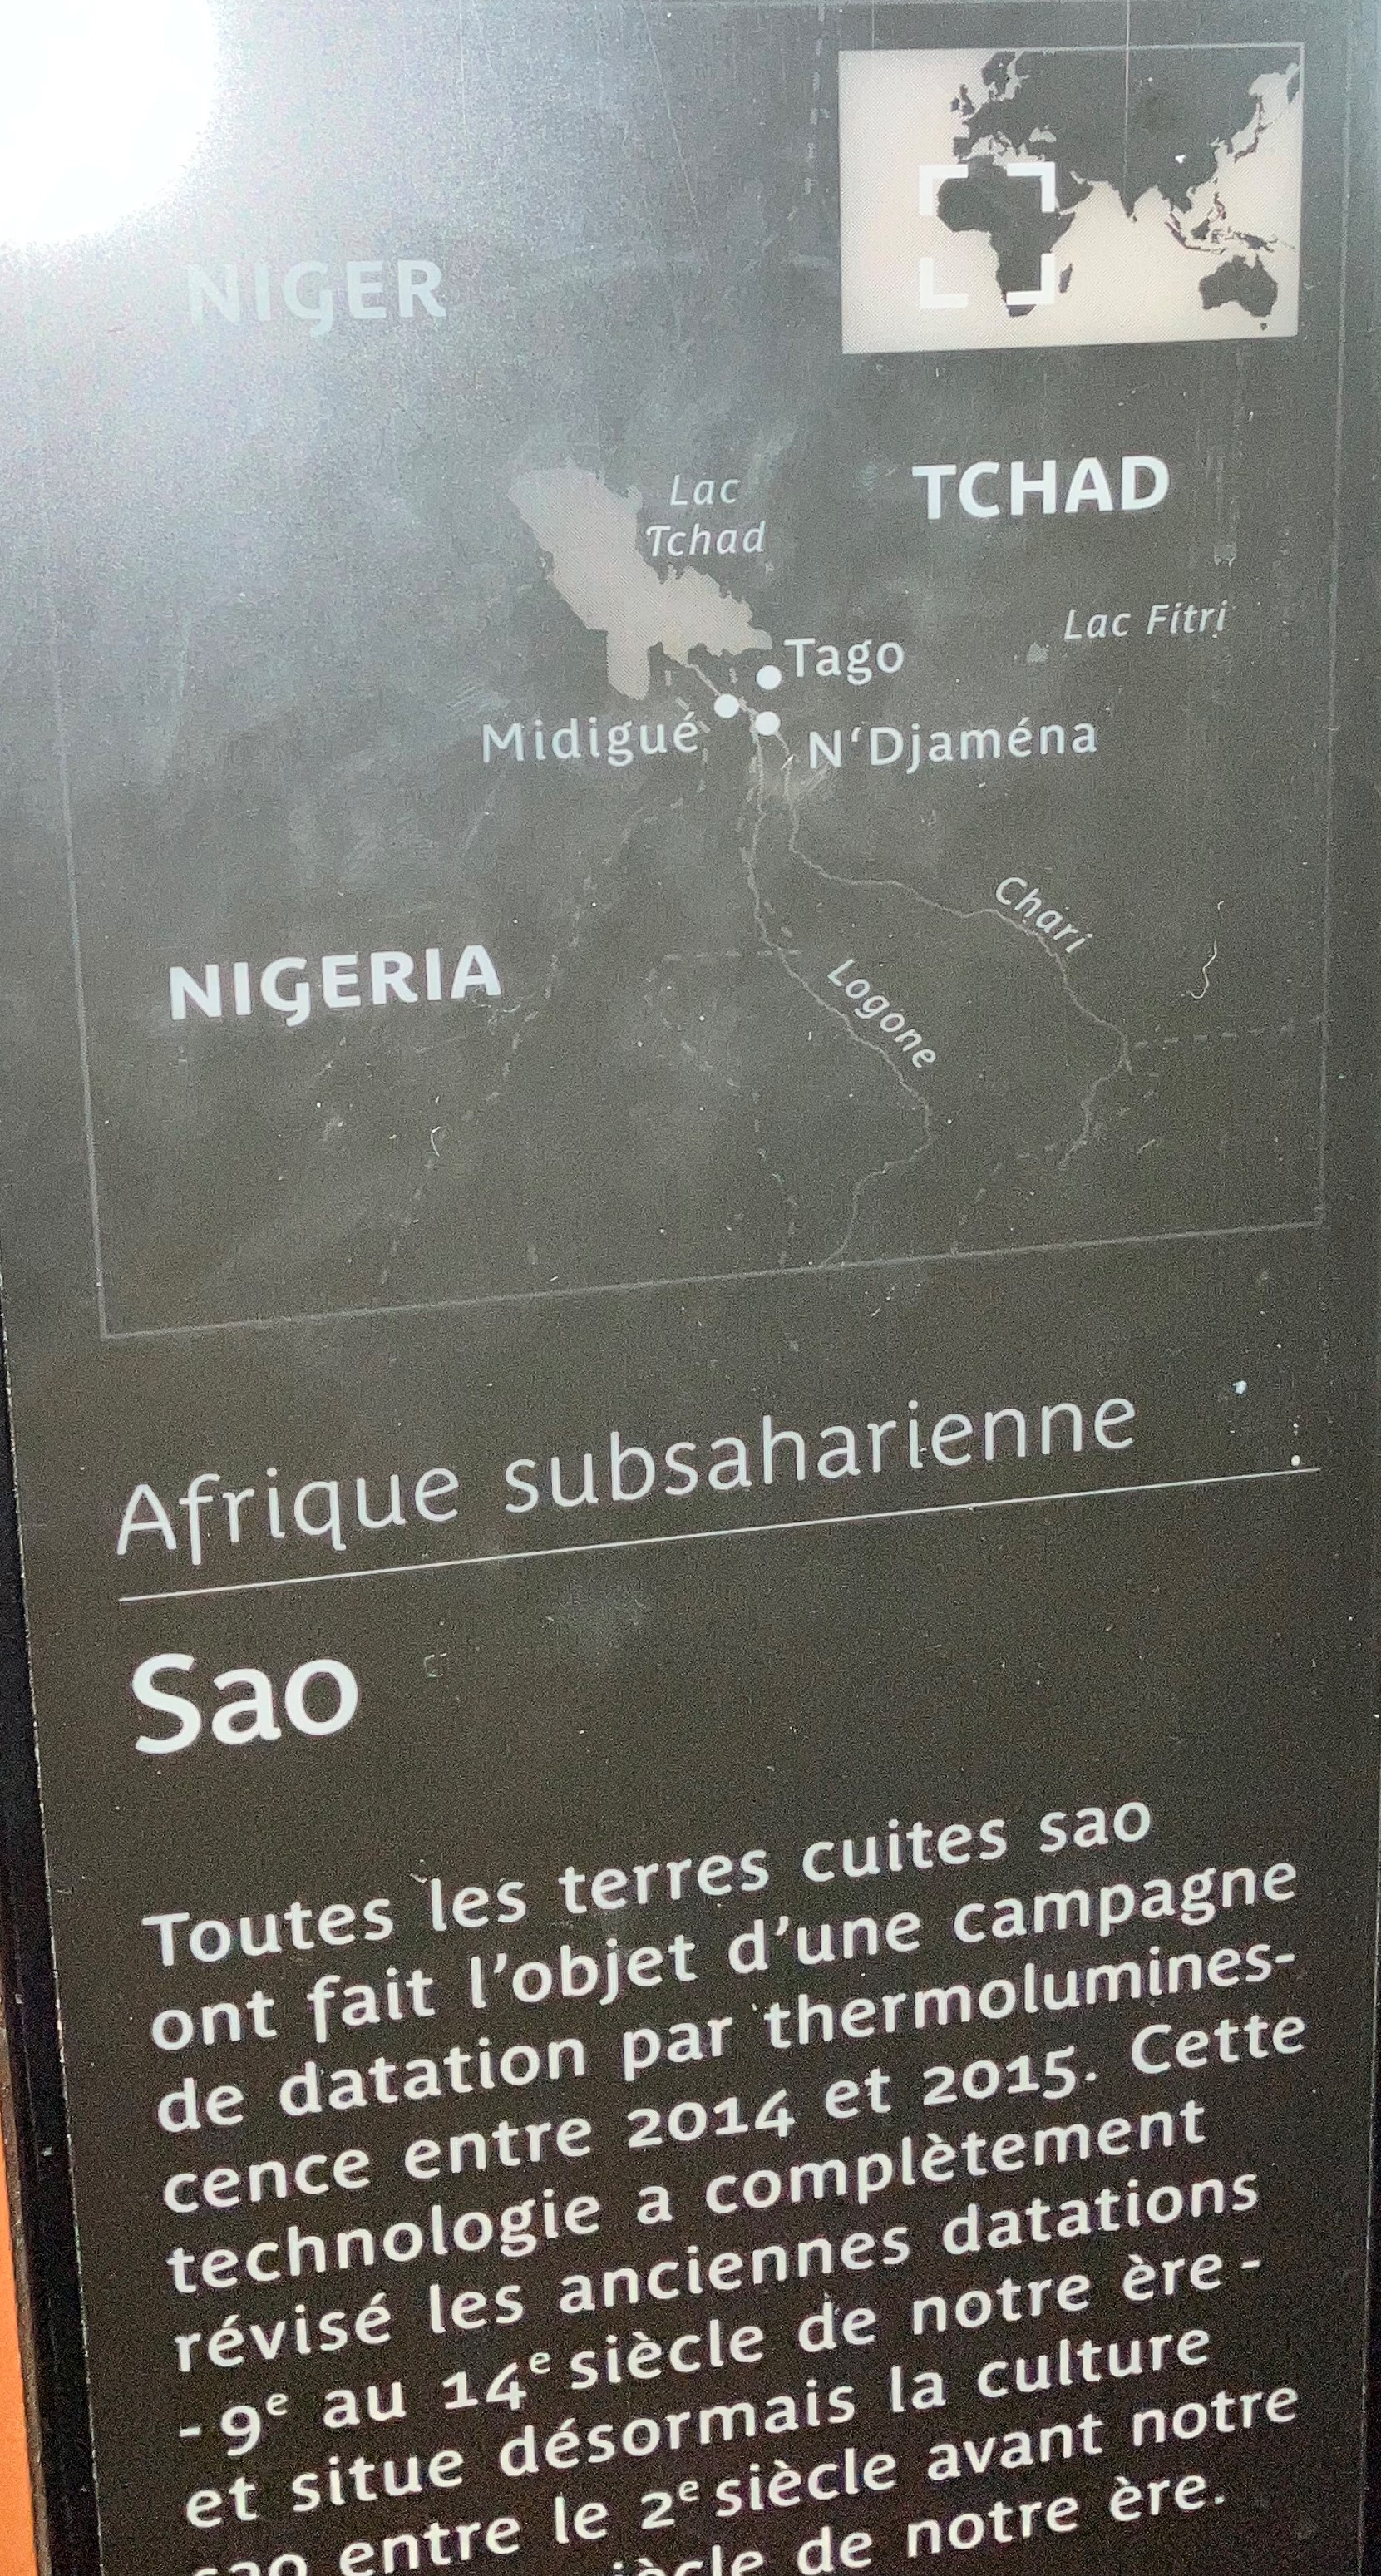 NIGER
Lac
Tchad
TCHAD
Lac Fitri
Tago
Midigué
N‘Djaména
Chari
Logone
NIGERIA
Afrique subsaharienne
Sao
Toutes les terres cuites sao
ont fait l’objet d’une campagne
de datation par thermolumines-
cence entre 2014 et 2015. Cette
technologie a complètement
révisé les anciennes datations
- 9e au 14e siècle de notre ère -
et situe désormais la culture
sao entre le 2e siècle avant notre
de notre ère.